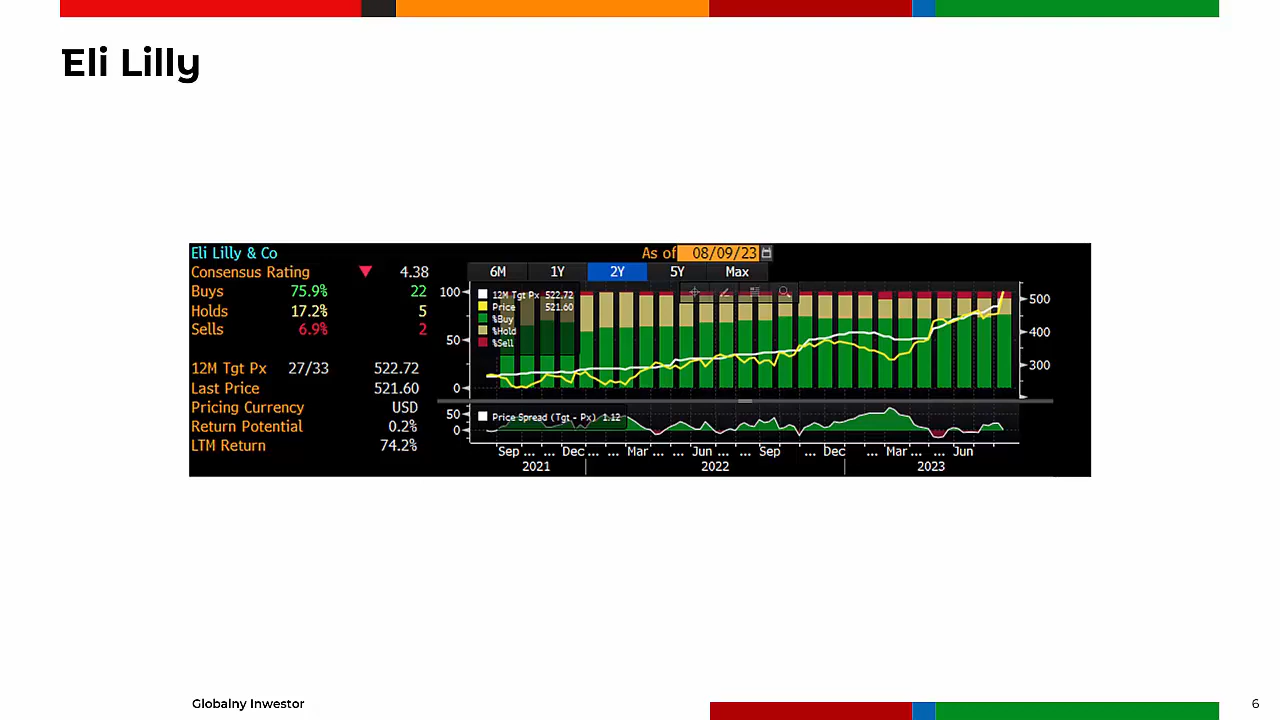 Eli Lilly
Eli Lilly & Co
As of 08/09/23
Consensus Rating 4.38
Buys 75.9% 22
Holds 17.2% 5
Sells 6.9% 2
12M Tgt Px 27/33 522.72
Last Price 521.60
Pricing Currency USD
Return Potential 0.2%
LTM Return 74.2%
6M 1Y 2Y 5Y Max
12M Tgt Px 522.72
Price 521.60
%Buy
%Hold
%Sell
100
50
0
500
400
300
Price Spread (Tgt - Px) 1.12
50
0
Sep ... ... Dec ... ... Mar ... ... Jun ... ... Sep ... Dec ... Mar ... ... Jun
2021 2022 2023
Globalny Inwestor
6